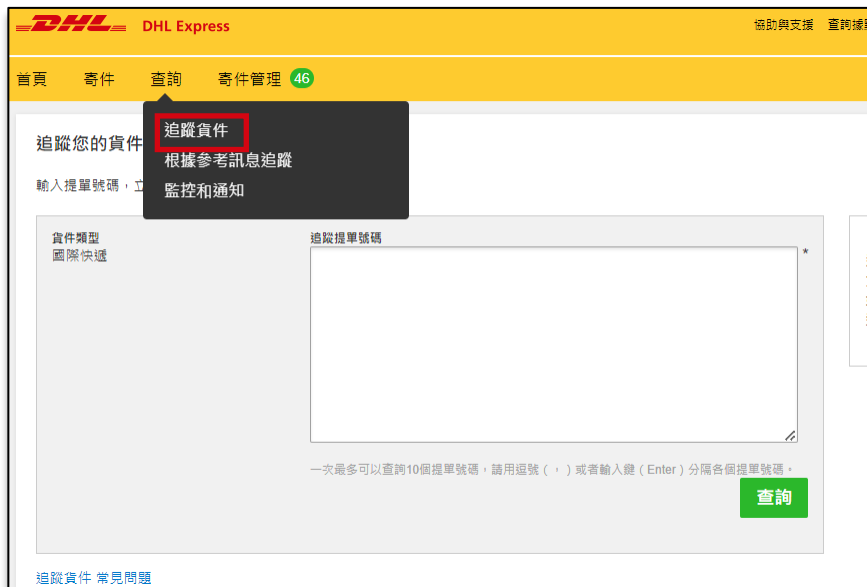 DHL DHL Express
協助與支援 查詢據
首頁 寄件 查詢 寄件管理 46
追蹤貨件
追蹤您的貨件
根據參考訊息追蹤
輸入提單號碼，立
監控和通知
貨件類型
國際快遞
追蹤提單號碼
*
一次最多可以查詢10個提單號碼，請用逗號（，）或者輸入鍵（Enter）分隔各個提單號碼。
查詢
追蹤貨件 常見問題